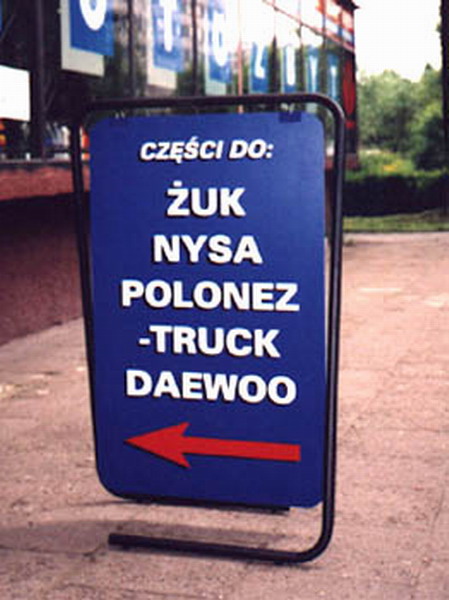 CZĘŚCI DO:
ŻUK
NYSA
POLONEZ
-TRUCK
DAEWOO